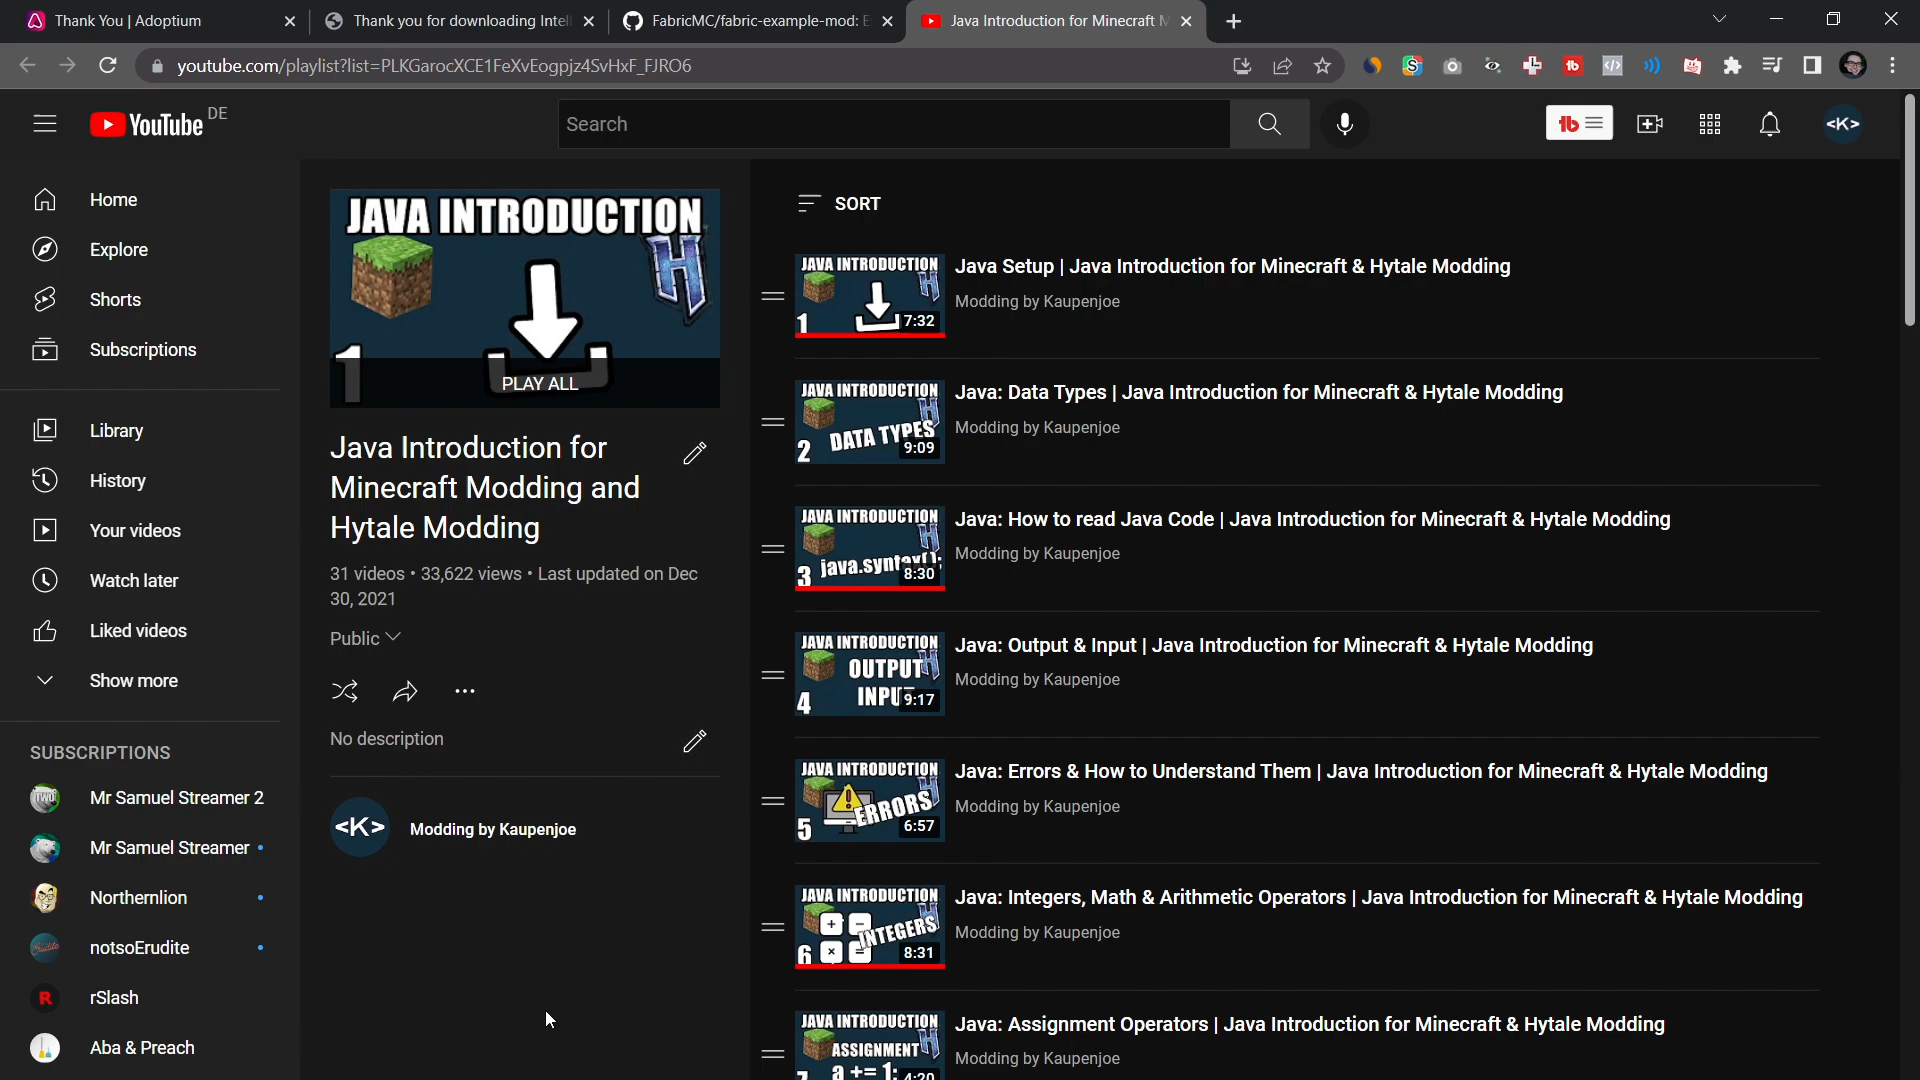 Thank You | Adoptium
Thank you for downloading Intel
FabricMC/fabric-example-mod: E
Java Introduction for Minecraft M
youtube.com/playlist?list=PLKGarocXCE1FeXvEogpjz4SvHxF_FJRO6
YouTube DE
Search
tb
<K>
Home
Explore
Shorts
Subscriptions
Library
History
Your videos
Watch later
Liked videos
Show more
SUBSCRIPTIONS
Mr Samuel Streamer 2
Mr Samuel Streamer
Northernlion
notsoErudite
rSlash
Aba & Preach
JAVA INTRODUCTION
1
PLAY ALL
Java Introduction for
Minecraft Modding and
Hytale Modding
31 videos • 33,622 views • Last updated on Dec
30, 2021
Public
No description
<K> Modding by Kaupenjoe
SORT
JAVA INTRODUCTION
1
7:32
Java Setup | Java Introduction for Minecraft & Hytale Modding
Modding by Kaupenjoe
JAVA INTRODUCTION
DATA TYPES
2
9:09
Java: Data Types | Java Introduction for Minecraft & Hytale Modding
Modding by Kaupenjoe
JAVA INTRODUCTION
java.syntax();
3
8:30
Java: How to read Java Code | Java Introduction for Minecraft & Hytale Modding
Modding by Kaupenjoe
JAVA INTRODUCTION
OUTPUT
INPUT
4
9:17
Java: Output & Input | Java Introduction for Minecraft & Hytale Modding
Modding by Kaupenjoe
JAVA INTRODUCTION
ERRORS
5
6:57
Java: Errors & How to Understand Them | Java Introduction for Minecraft & Hytale Modding
Modding by Kaupenjoe
JAVA INTRODUCTION
INTEGERS
6
8:31
Java: Integers, Math & Arithmetic Operators | Java Introduction for Minecraft & Hytale Modding
Modding by Kaupenjoe
JAVA INTRODUCTION
ASSIGNMENT
a += 1;
7
4:20
Java: Assignment Operators | Java Introduction for Minecraft & Hytale Modding
Modding by Kaupenjoe